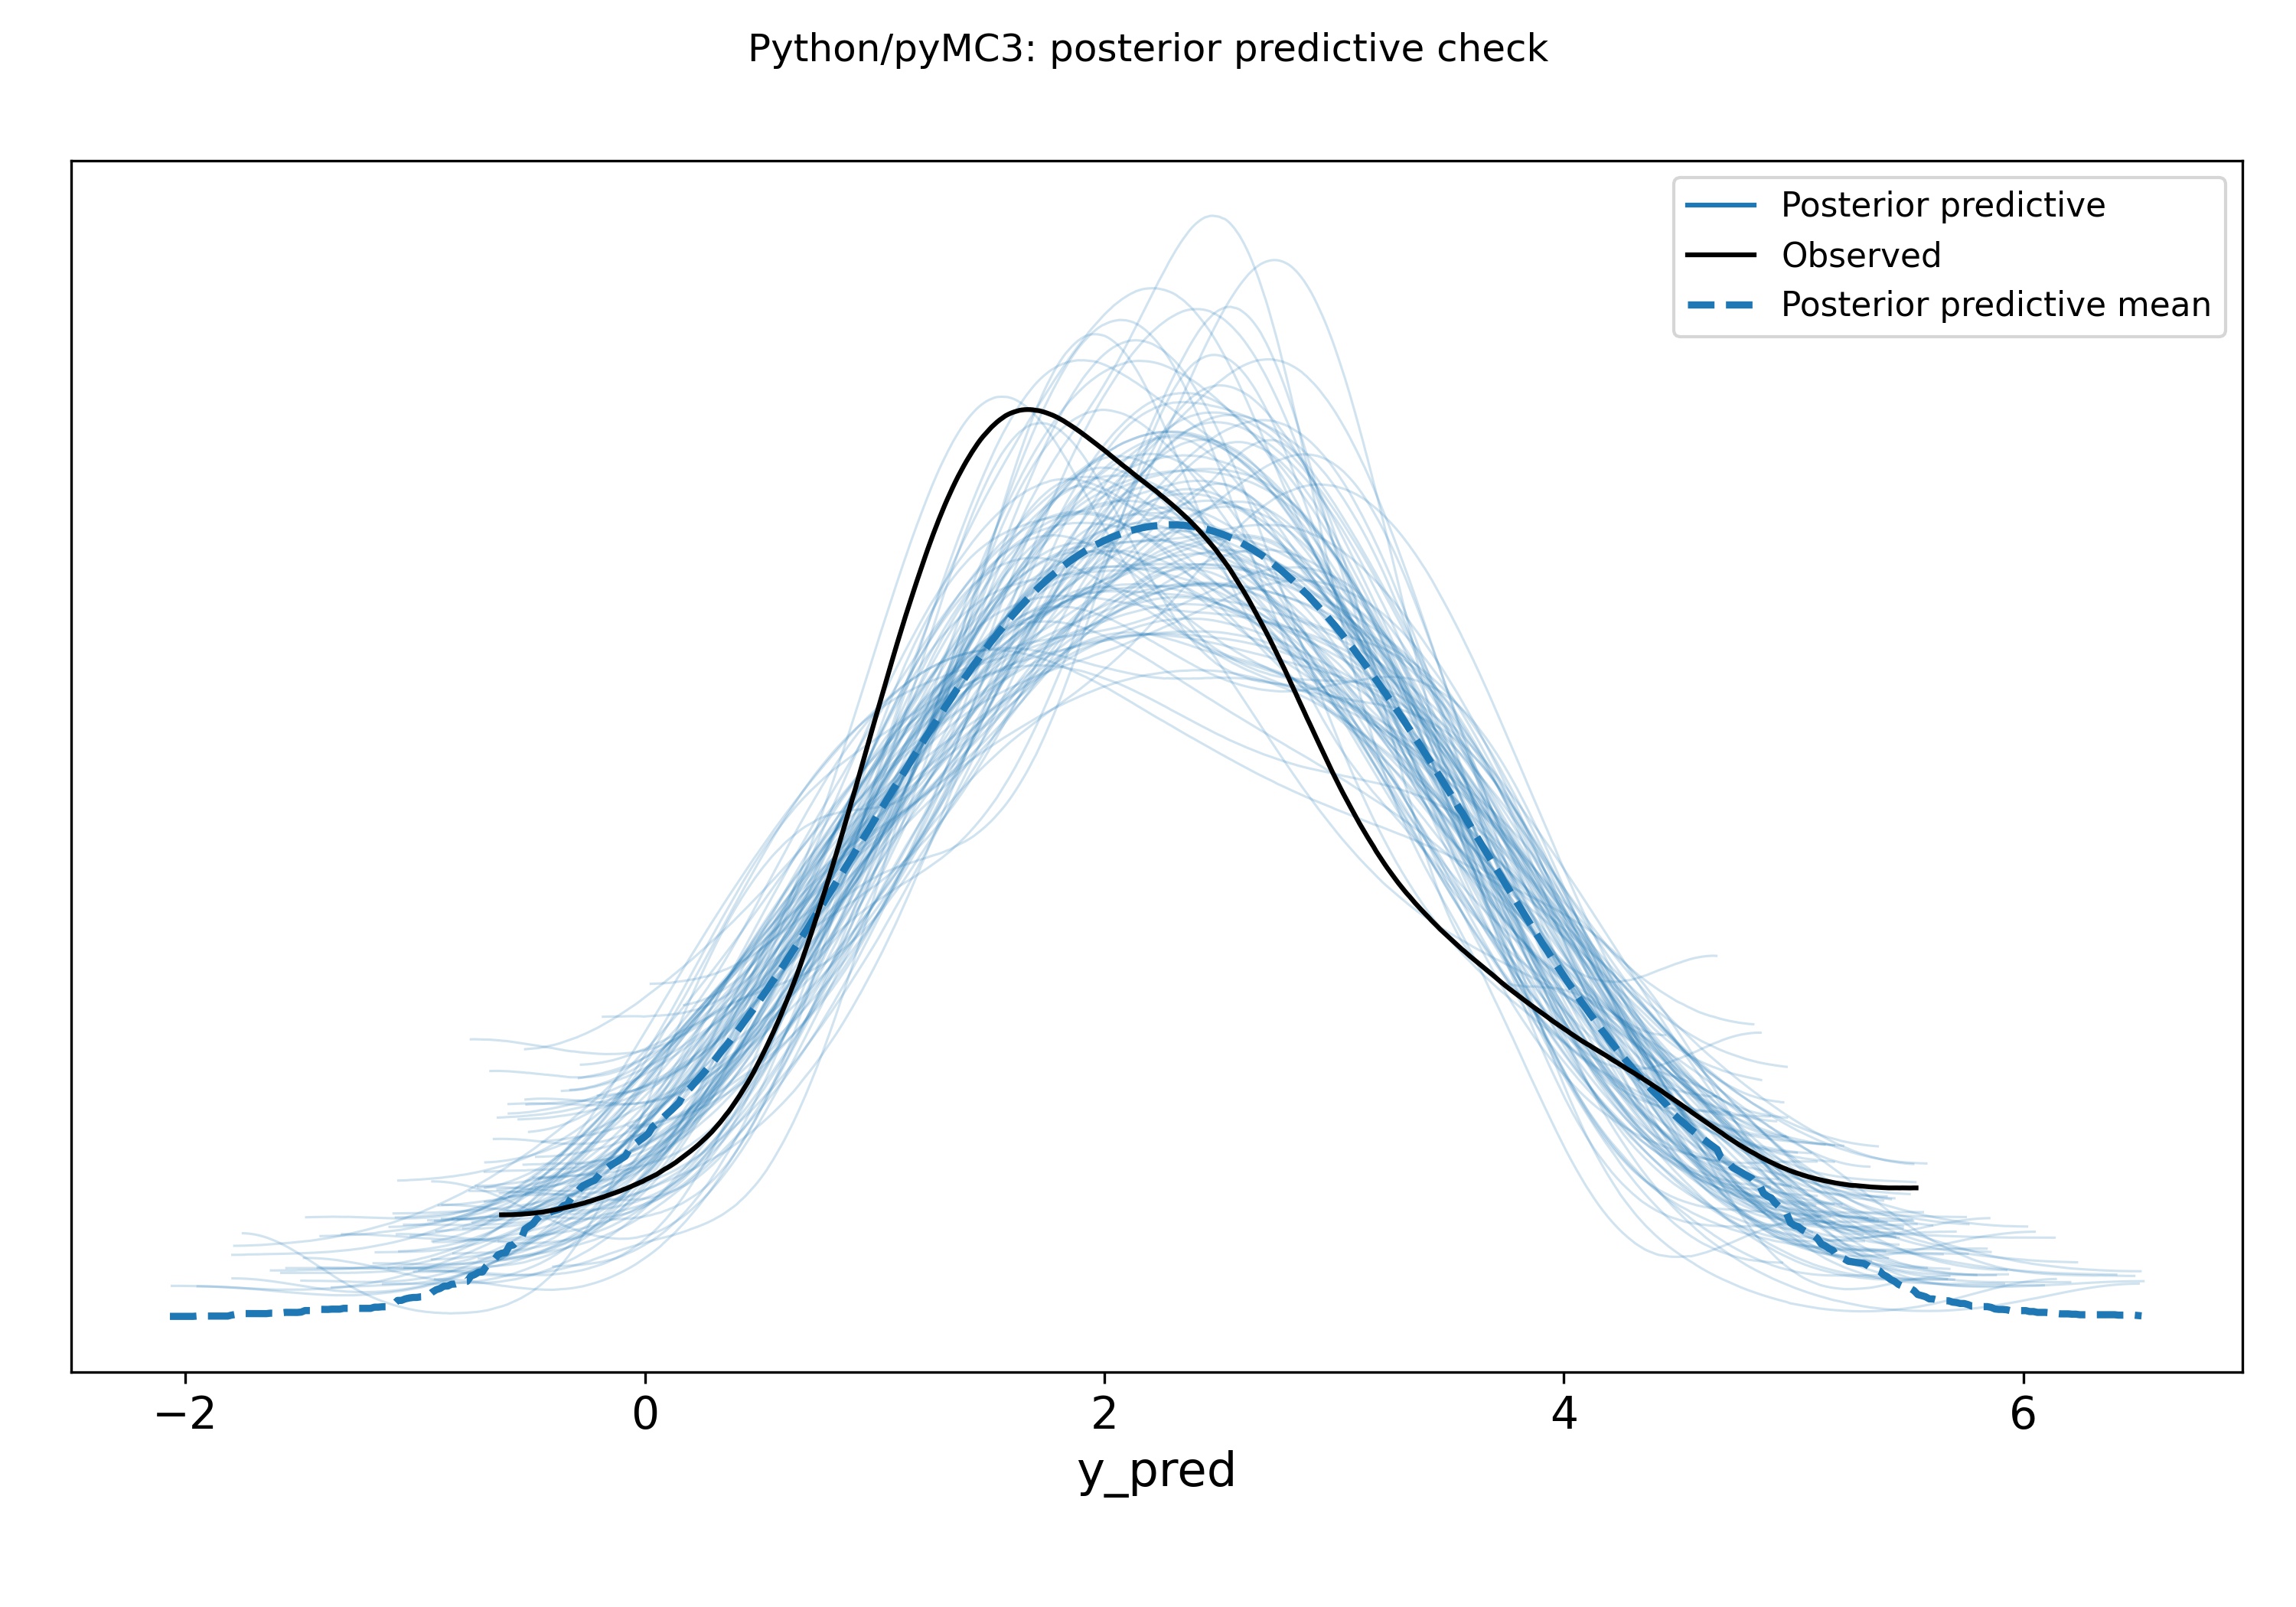 Python/pyMC3: posterior predictive check
Posterior predictive
Observed
Posterior predictive mean
−2 0 2 4 6
y_pred